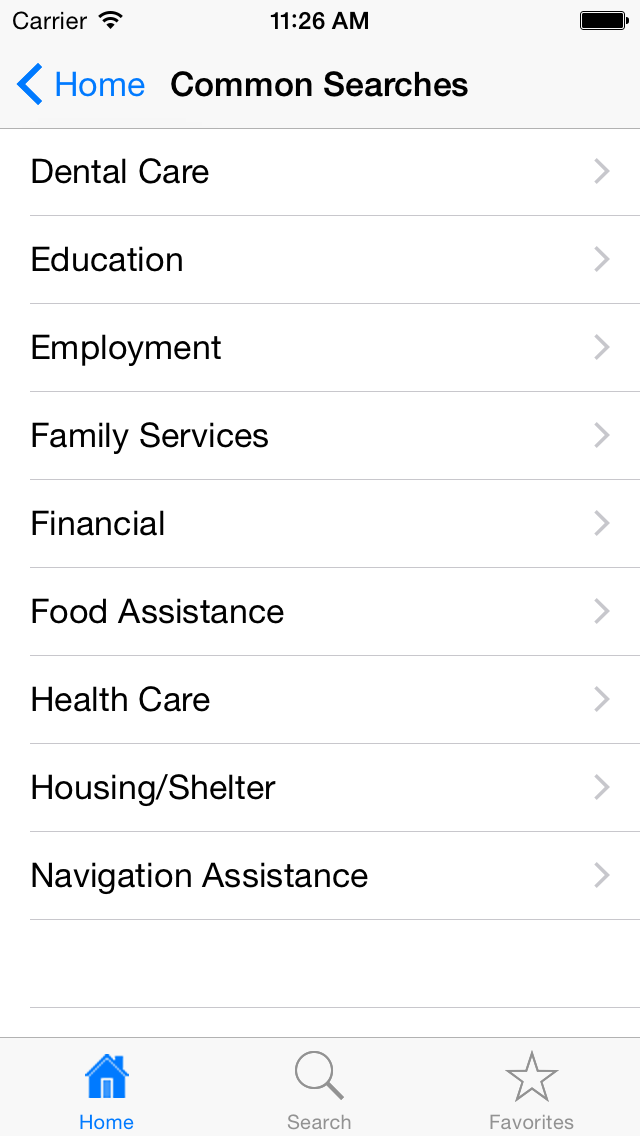 Carrier 11:26 AM
Home Common Searches
Dental Care
Education
Employment
Family Services
Financial
Food Assistance
Health Care
Housing/Shelter
Navigation Assistance
Home Search Favorites